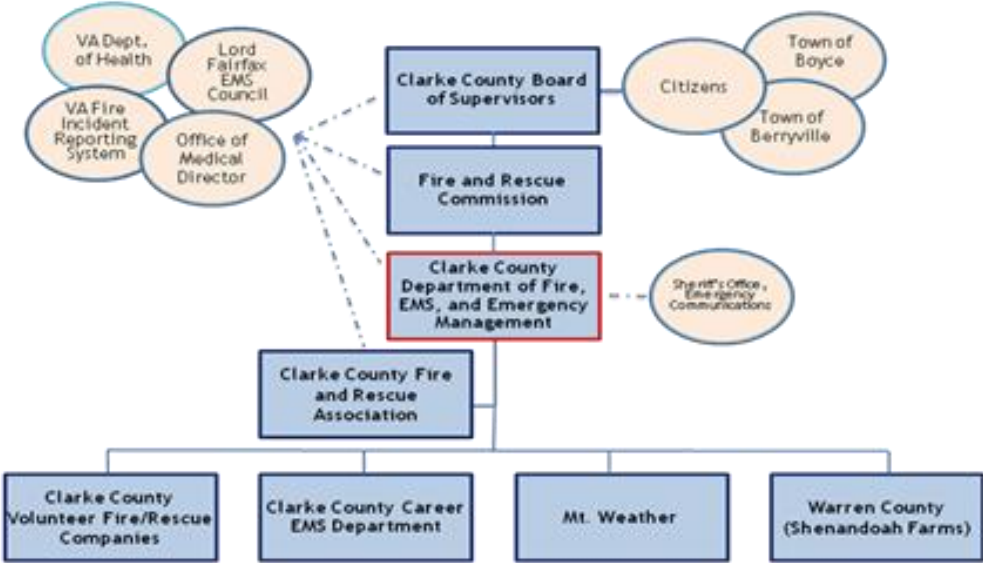 VA Dept.
of Health
Lord
Fairfax
EMS
Council
VA Fire
Incident
Reporting
System
Office of
Medical
Director
Clarke County Board
of Supervisors
Citizens
Town of
Boyce
Town of
Berryville
Fire and Rescue
Commission
Clarke County
Department of Fire,
EMS, and Emergency
Management
Sheriff's Office,
Emergency
Communications
Clarke County Fire
and Rescue
Association
Clarke County
Volunteer Fire/Rescue
Companies
Clarke County Career
EMS Department
Mt. Weather
Warren County
(Shenandoah Farms)